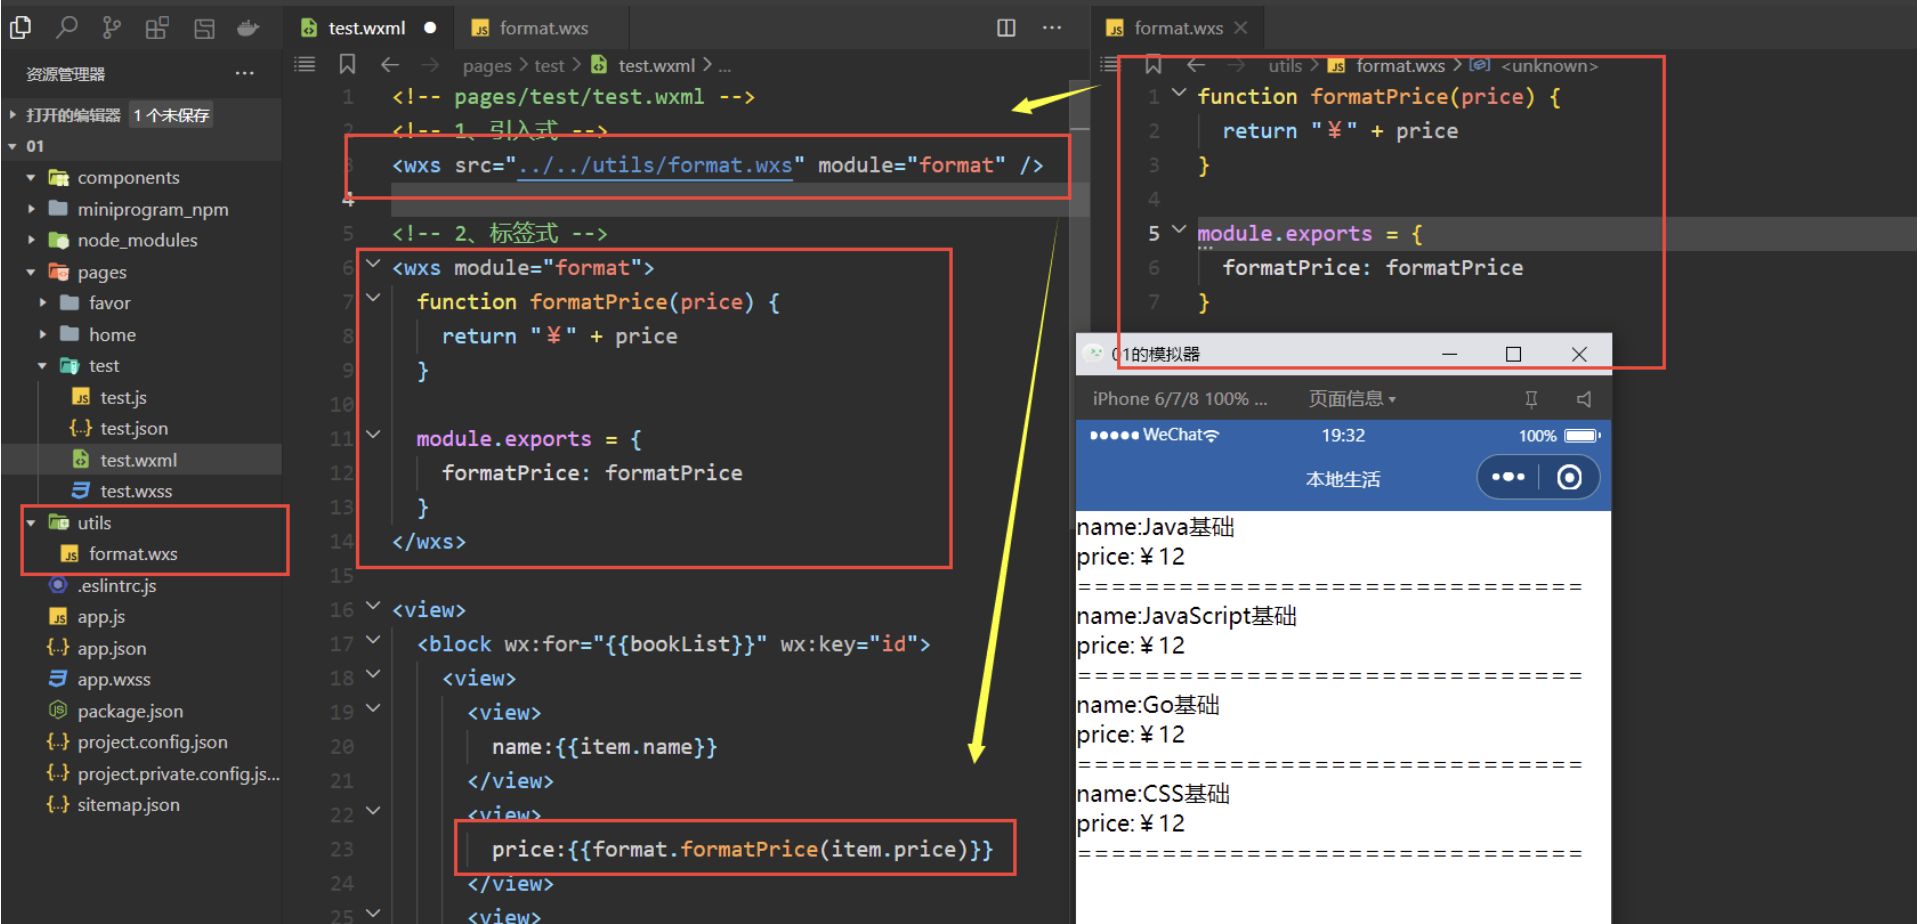 test.wxml
format.wxs
format.wxs
资源管理器
打开的编辑器 1 个未保存
01
components
miniprogram_npm
node_modules
pages
favor
home
test
test.js
test.json
test.wxml
test.wxss
utils
format.wxs
.eslintrc.js
app.js
app.json
app.wxss
package.json
project.config.json
project.private.config.js...
sitemap.json
pages > test > test.wxml > ...
1 <!-- pages/test/test.wxml -->
2 <!-- 1、引入式 -->
3 <wxs src="../../utils/format.wxs" module="format" />
4
5 <!-- 2、标签式 -->
6 <wxs module="format">
7 function formatPrice(price) {
8 return "￥" + price
9 }
10
11 module.exports = {
12 formatPrice: formatPrice
13 }
14 </wxs>
15
16 <view>
17 <block wx:for="{{bookList}}" wx:key="id">
18 <view>
19 <view>
20 name:{{item.name}}
21 </view>
22 <view>
23 price:{{format.formatPrice(item.price)}}
24 </view>
25 <view>
utils > format.wxs > <unknown>
1 function formatPrice(price) {
2 return "￥" + price
3 }
4
5 module.exports = {
6 formatPrice: formatPrice
7 }
01的模拟器
iPhone 6/7/8 100% ... 页面信息
WeChat 19:32 100%
本地生活
name:Java基础
price:￥12
==============================
name:JavaScript基础
price:￥12
==============================
name:Go基础
price:￥12
==============================
name:CSS基础
price:￥12
==============================